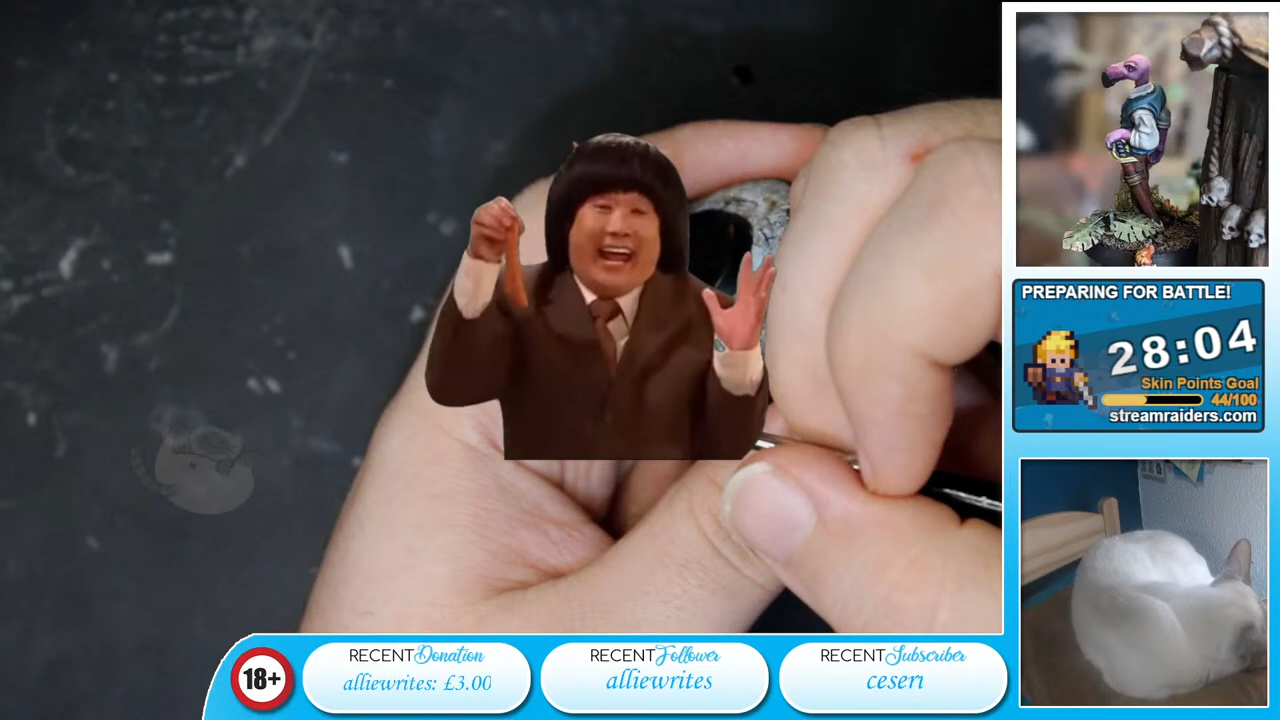 PREPARING FOR BATTLE!
28:04
Skin Points Goal
44/100
streamraiders.com
18+
RECENT Donation
alliewrites: £3.00
RECENT Follower
alliewrites
RECENT Subscriber
ceserı